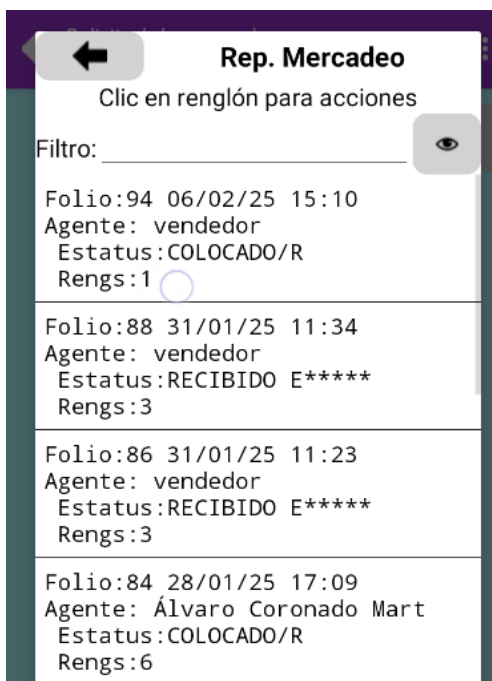 Rep. Mercadeo
Clic en renglón para acciones
Filtro:
Folio:94 06/02/25 15:10
Agente: vendedor
Estatus:COLOCADO/R
Rengs:1
Folio:88 31/01/25 11:34
Agente: vendedor
Estatus:RECIBIDO E*****
Rengs:3
Folio:86 31/01/25 11:23
Agente: vendedor
Estatus:RECIBIDO E*****
Rengs:3
Folio:84 28/01/25 17:09
Agente: Álvaro Coronado Mart
Estatus:COLOCADO/R
Rengs:6